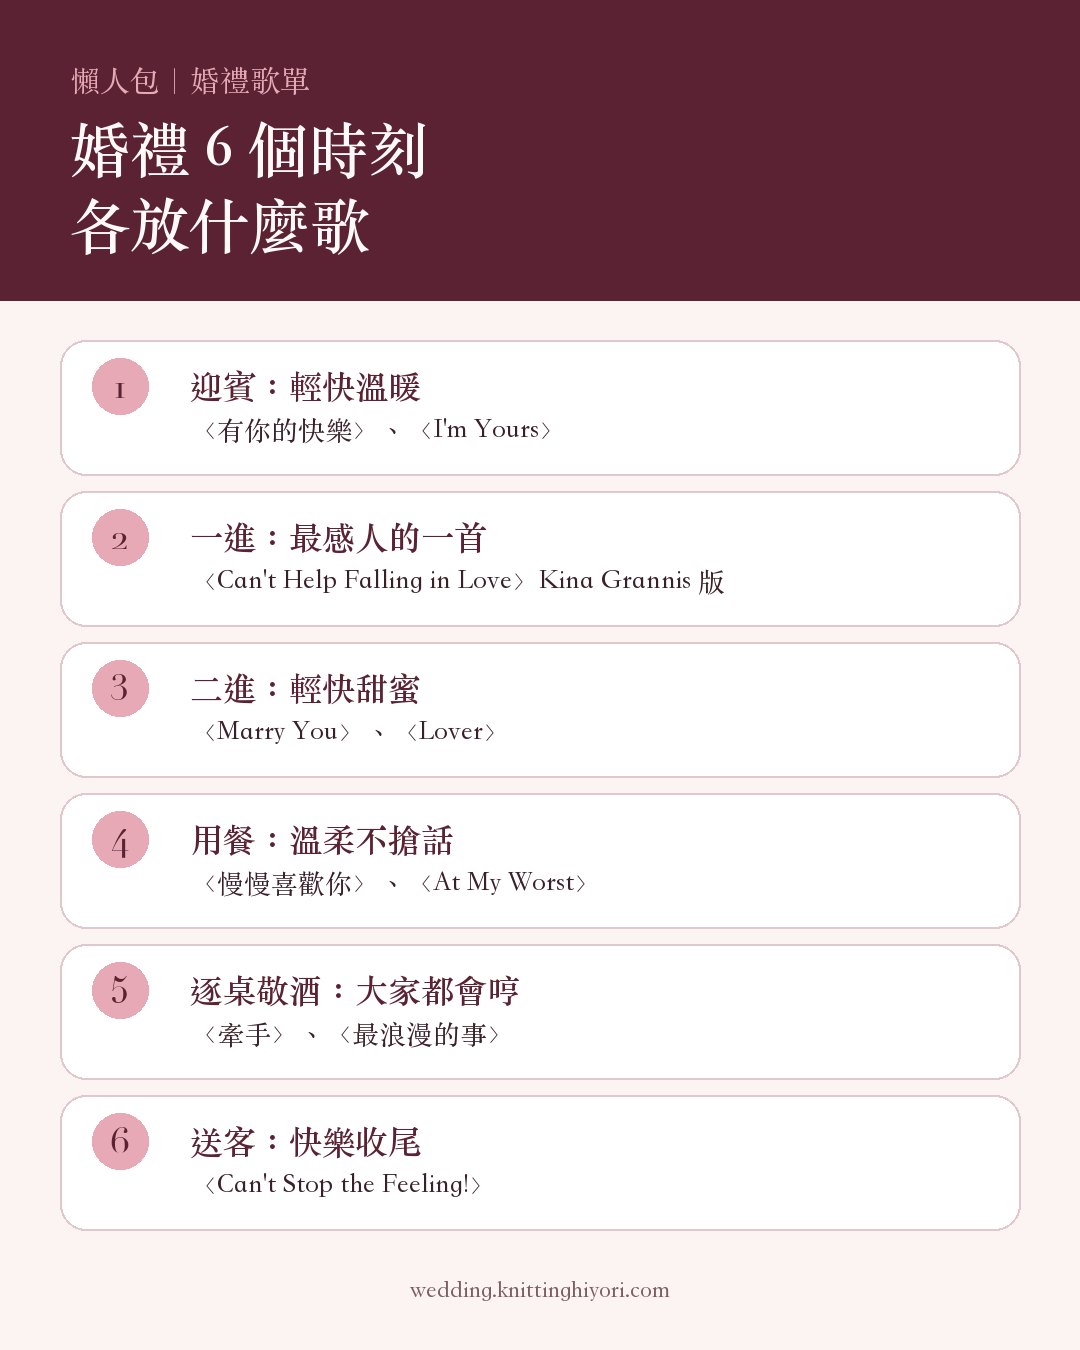 懶人包｜婚禮歌單
婚禮 6 個時刻
各放什麼歌
1
迎賓：輕快溫暖
〈有你的快樂〉、〈I'm Yours〉
2
一進：最感人的一首
〈Can't Help Falling in Love〉Kina Grannis 版
3
二進：輕快甜蜜
〈Marry You〉、〈Lover〉
4
用餐：溫柔不搶話
〈慢慢喜歡你〉、〈At My Worst〉
5
逐桌敬酒：大家都會哼
〈牽手〉、〈最浪漫的事〉
6
送客：快樂收尾
〈Can't Stop the Feeling!〉
wedding.knittinghiyori.com